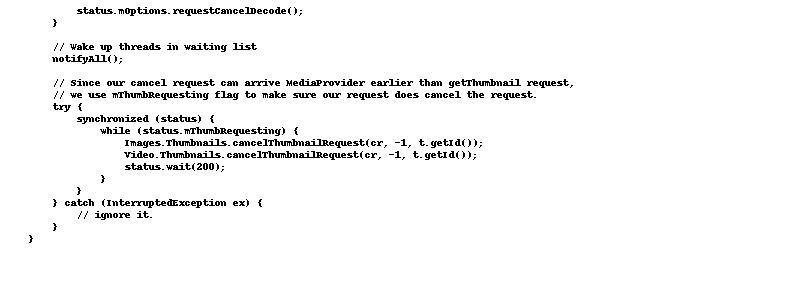 status.mOptions.requestCancelDecode();
        }

        // Wake up threads in waiting list
        notifyAll();

        // Since our cancel request can arrive MediaProvider earlier than getThumbnail request,
        // we use mThumbRequesting flag to make sure our request does cancel the request.
        try {
            synchronized (status) {
                while (status.mThumbRequesting) {
                    Images.Thumbnails.cancelThumbnailRequest(cr, -1, t.getId());
                    Video.Thumbnails.cancelThumbnailRequest(cr, -1, t.getId());
                    status.wait(200);
                }
            }
        } catch (InterruptedException ex) {
            // ignore it.
        }
    }